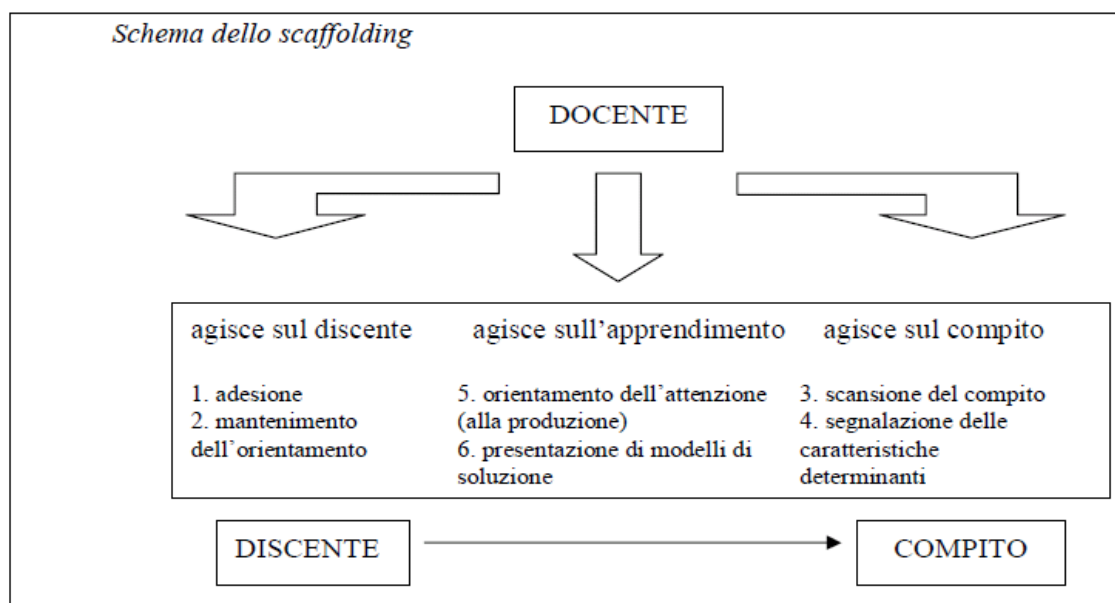 Schema dello scaffolding
DOCENTE
agisce sul discente
1. adesione
2. mantenimento
dell’orientamento
agisce sull’apprendimento
5. orientamento dell’attenzione
(alla produzione)
6. presentazione di modelli di
soluzione
agisce sul compito
3. scansione del compito
4. segnalazione delle
caratteristiche
determinanti
DISCENTE
COMPITO